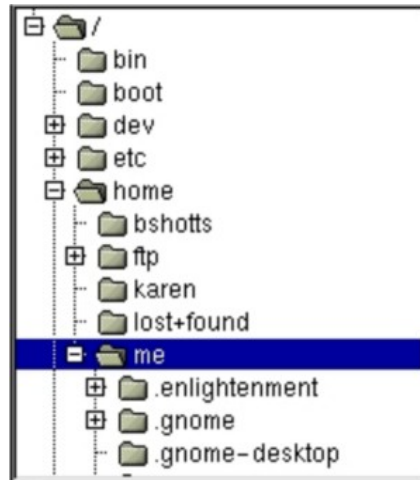 /
bin
boot
dev
etc
home
bshotts
ftp
karen
lost+found
me
.enlightenment
.gnome
.gnome-desktop